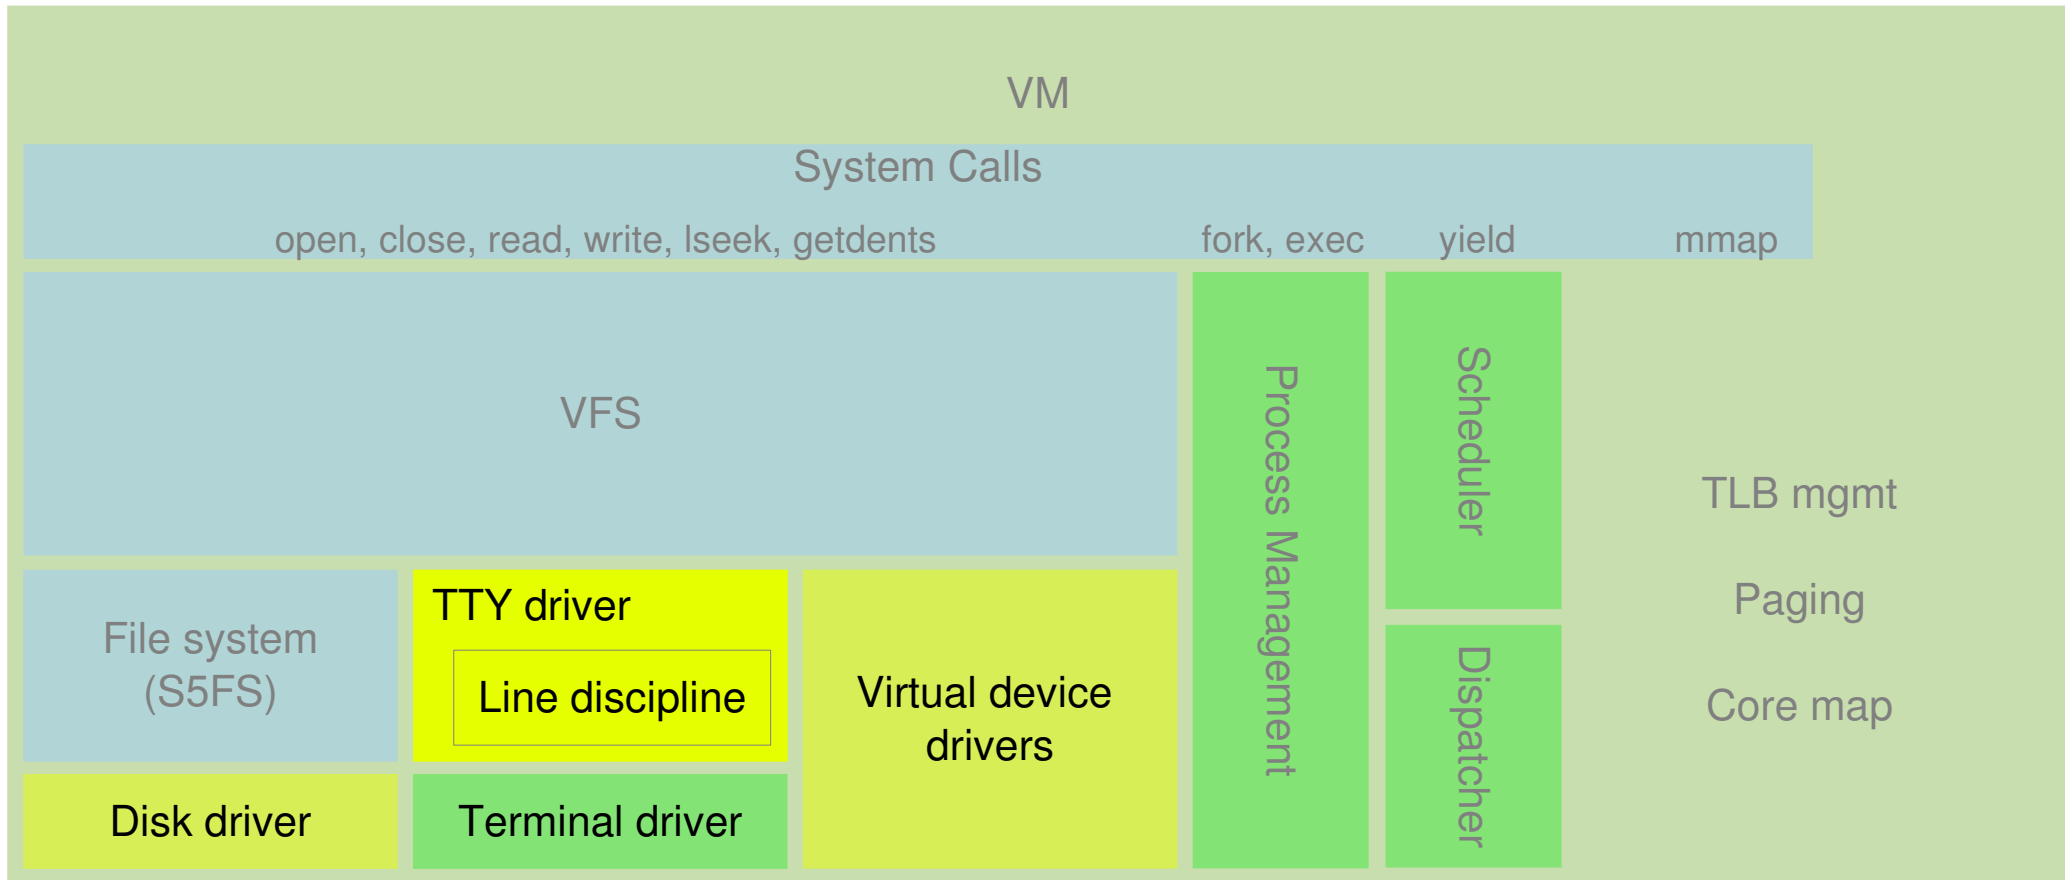 VM
System Calls
open, close, read, write, lseek, getdents
fork, exec
yield
mmap
VFS
Process Management
Scheduler
Dispatcher
TLB mgmt
Paging
Core map
File system
(S5FS)
TTY driver
Line discipline
Virtual device
drivers
Disk driver
Terminal driver